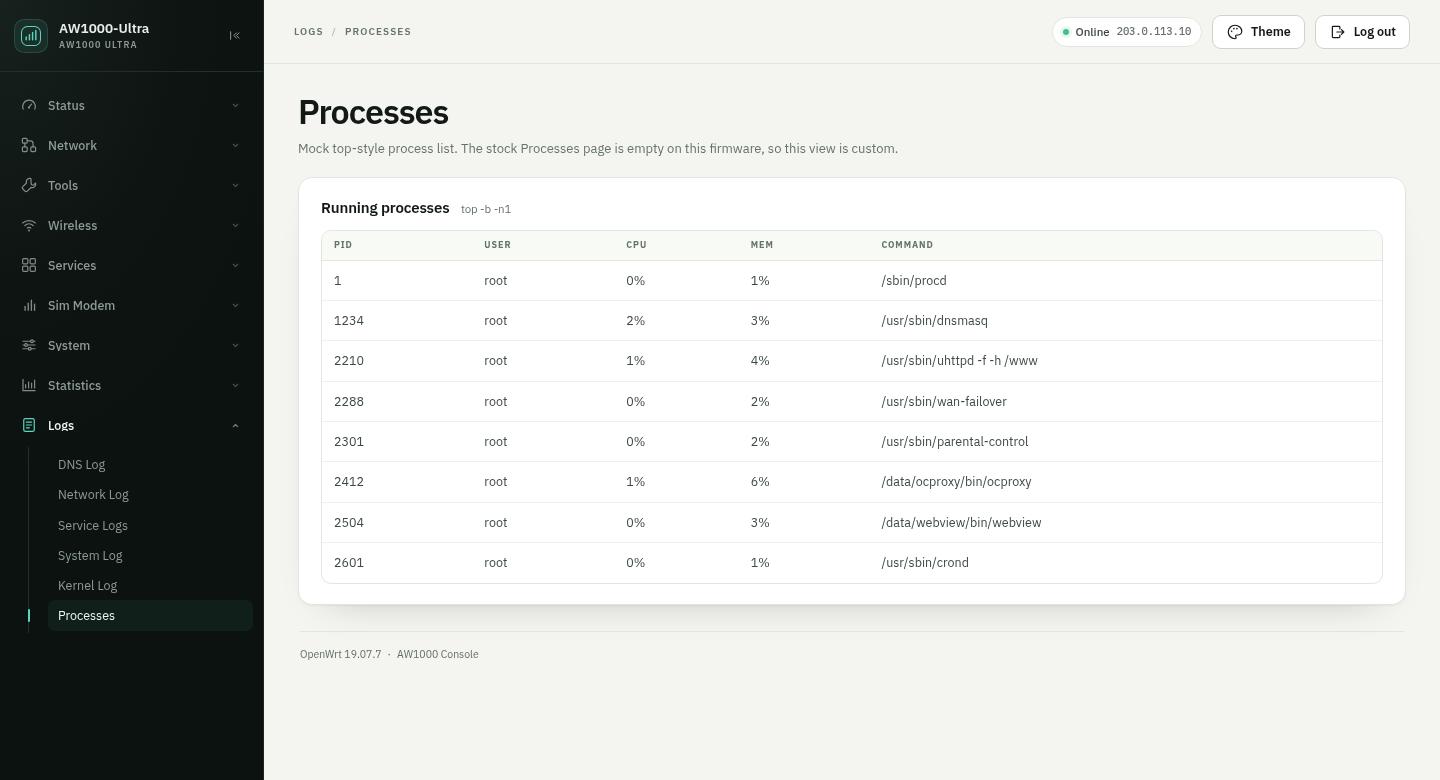 AW1000-Ultra
AW1000 ULTRA
Status
Network
Tools
Wireless
Services
Sim Modem
System
Statistics
Logs
DNS Log
Network Log
Service Logs
System Log
Kernel Log
Processes
LOGS / PROCESSES
Online 203.0.113.10
Theme
Log out
Processes
Mock top-style process list. The stock Processes page is empty on this firmware, so this view is custom.
Running processes top -b -n1
PID USER CPU MEM COMMAND
1 root 0% 1% /sbin/procd
1234 root 2% 3% /usr/sbin/dnsmasq
2210 root 1% 4% /usr/sbin/uhttpd -f -h /www
2288 root 0% 2% /usr/sbin/wan-failover
2301 root 0% 2% /usr/sbin/parental-control
2412 root 1% 6% /data/ocproxy/bin/ocproxy
2504 root 0% 3% /data/webview/bin/webview
2601 root 0% 1% /usr/sbin/crond
OpenWrt 19.07.7 · AW1000 Console